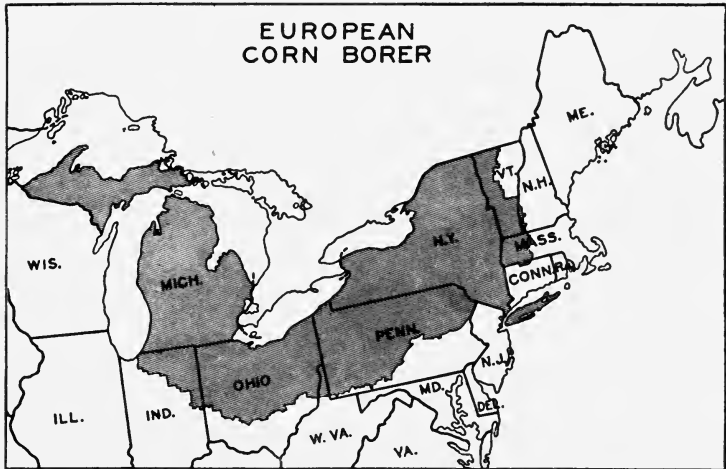 EUROPEAN
CORN BORER
ME.
VT.
N.H.
N.Y.
MASS.
WIS.
CONN.
R.I.
MICH.
PENN.
N.J.
OHIO
MD.
DEL.
ILL.
IND.
W. VA.
VA.